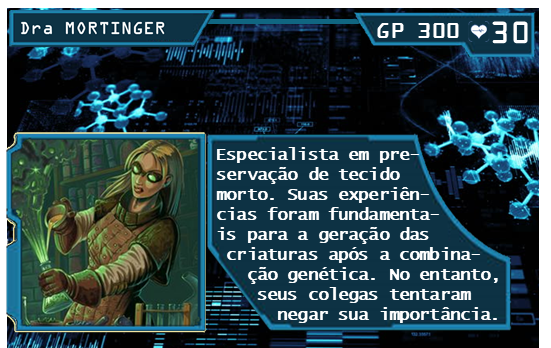 Dra MORTINGER
GP 300 30
Especialista em pre-
servação de tecido
morto. Suas experiên-
cias foram fundamenta-
is para a geração das
criaturas após a combina-
ção genética. No entanto,
seus colegas tentaram
negar sua importância.